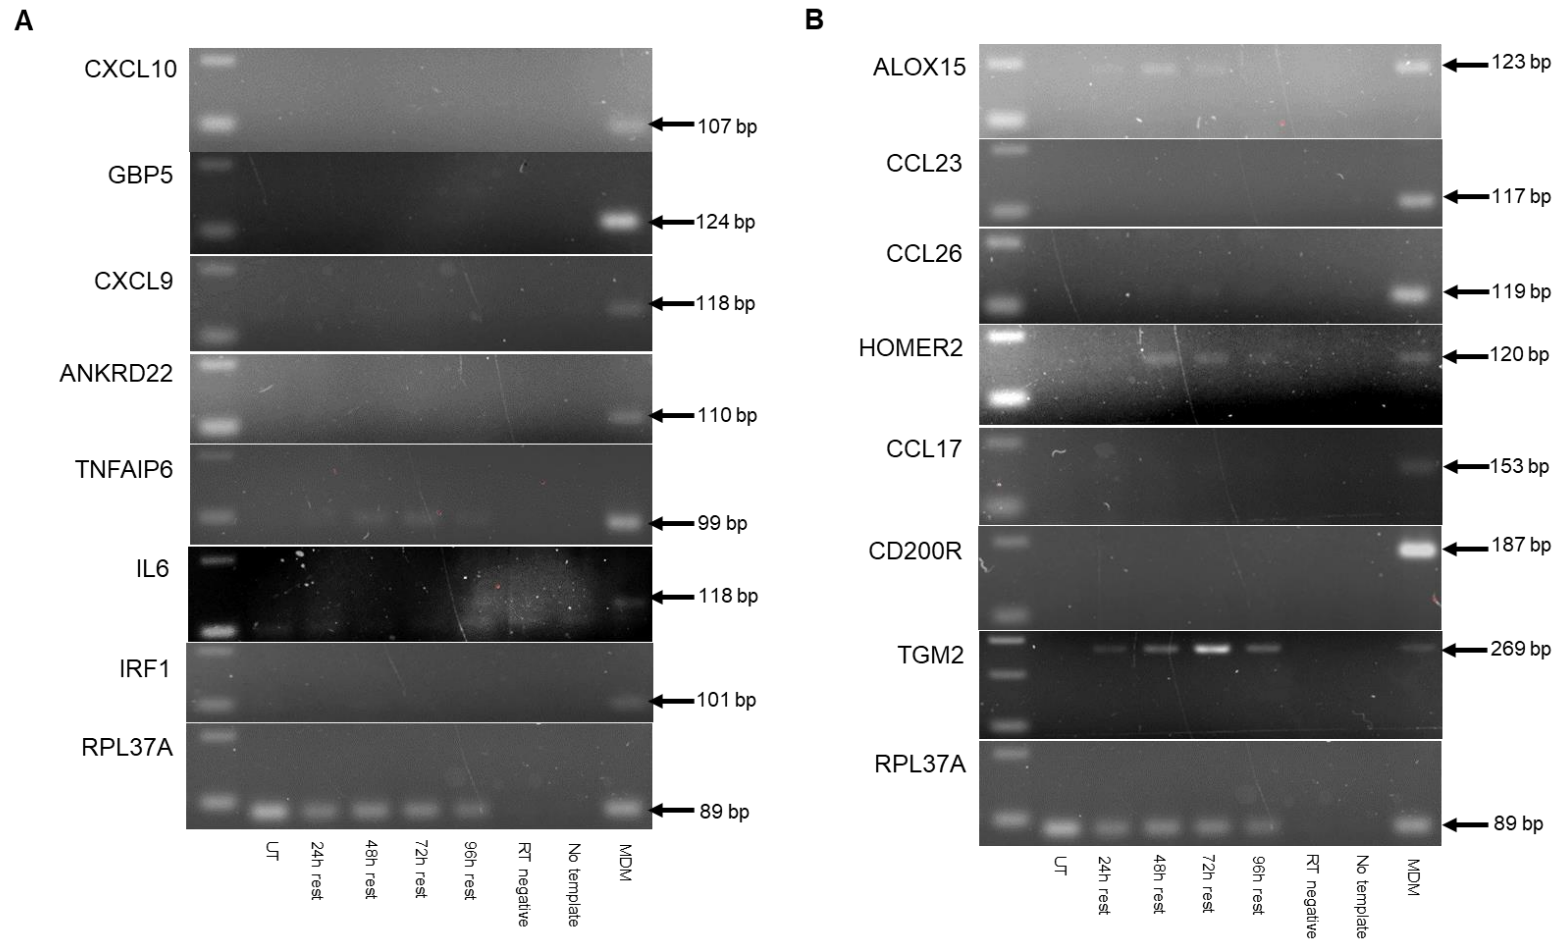 A
CXCL10
107 bp
GBP5
124 bp
CXCL9
118 bp
ANKRD22
110 bp
TNFAIP6
99 bp
IL6
118 bp
IRF1
101 bp
RPL37A
89 bp
UT
24h rest
48h rest
72h rest
96h rest
RT negative
No template
MDM
B
ALOX15
123 bp
CCL23
117 bp
CCL26
119 bp
HOMER2
120 bp
CCL17
153 bp
CD200R
187 bp
TGM2
269 bp
RPL37A
89 bp
UT
24h rest
48h rest
72h rest
96h rest
RT negative
No template
MDM